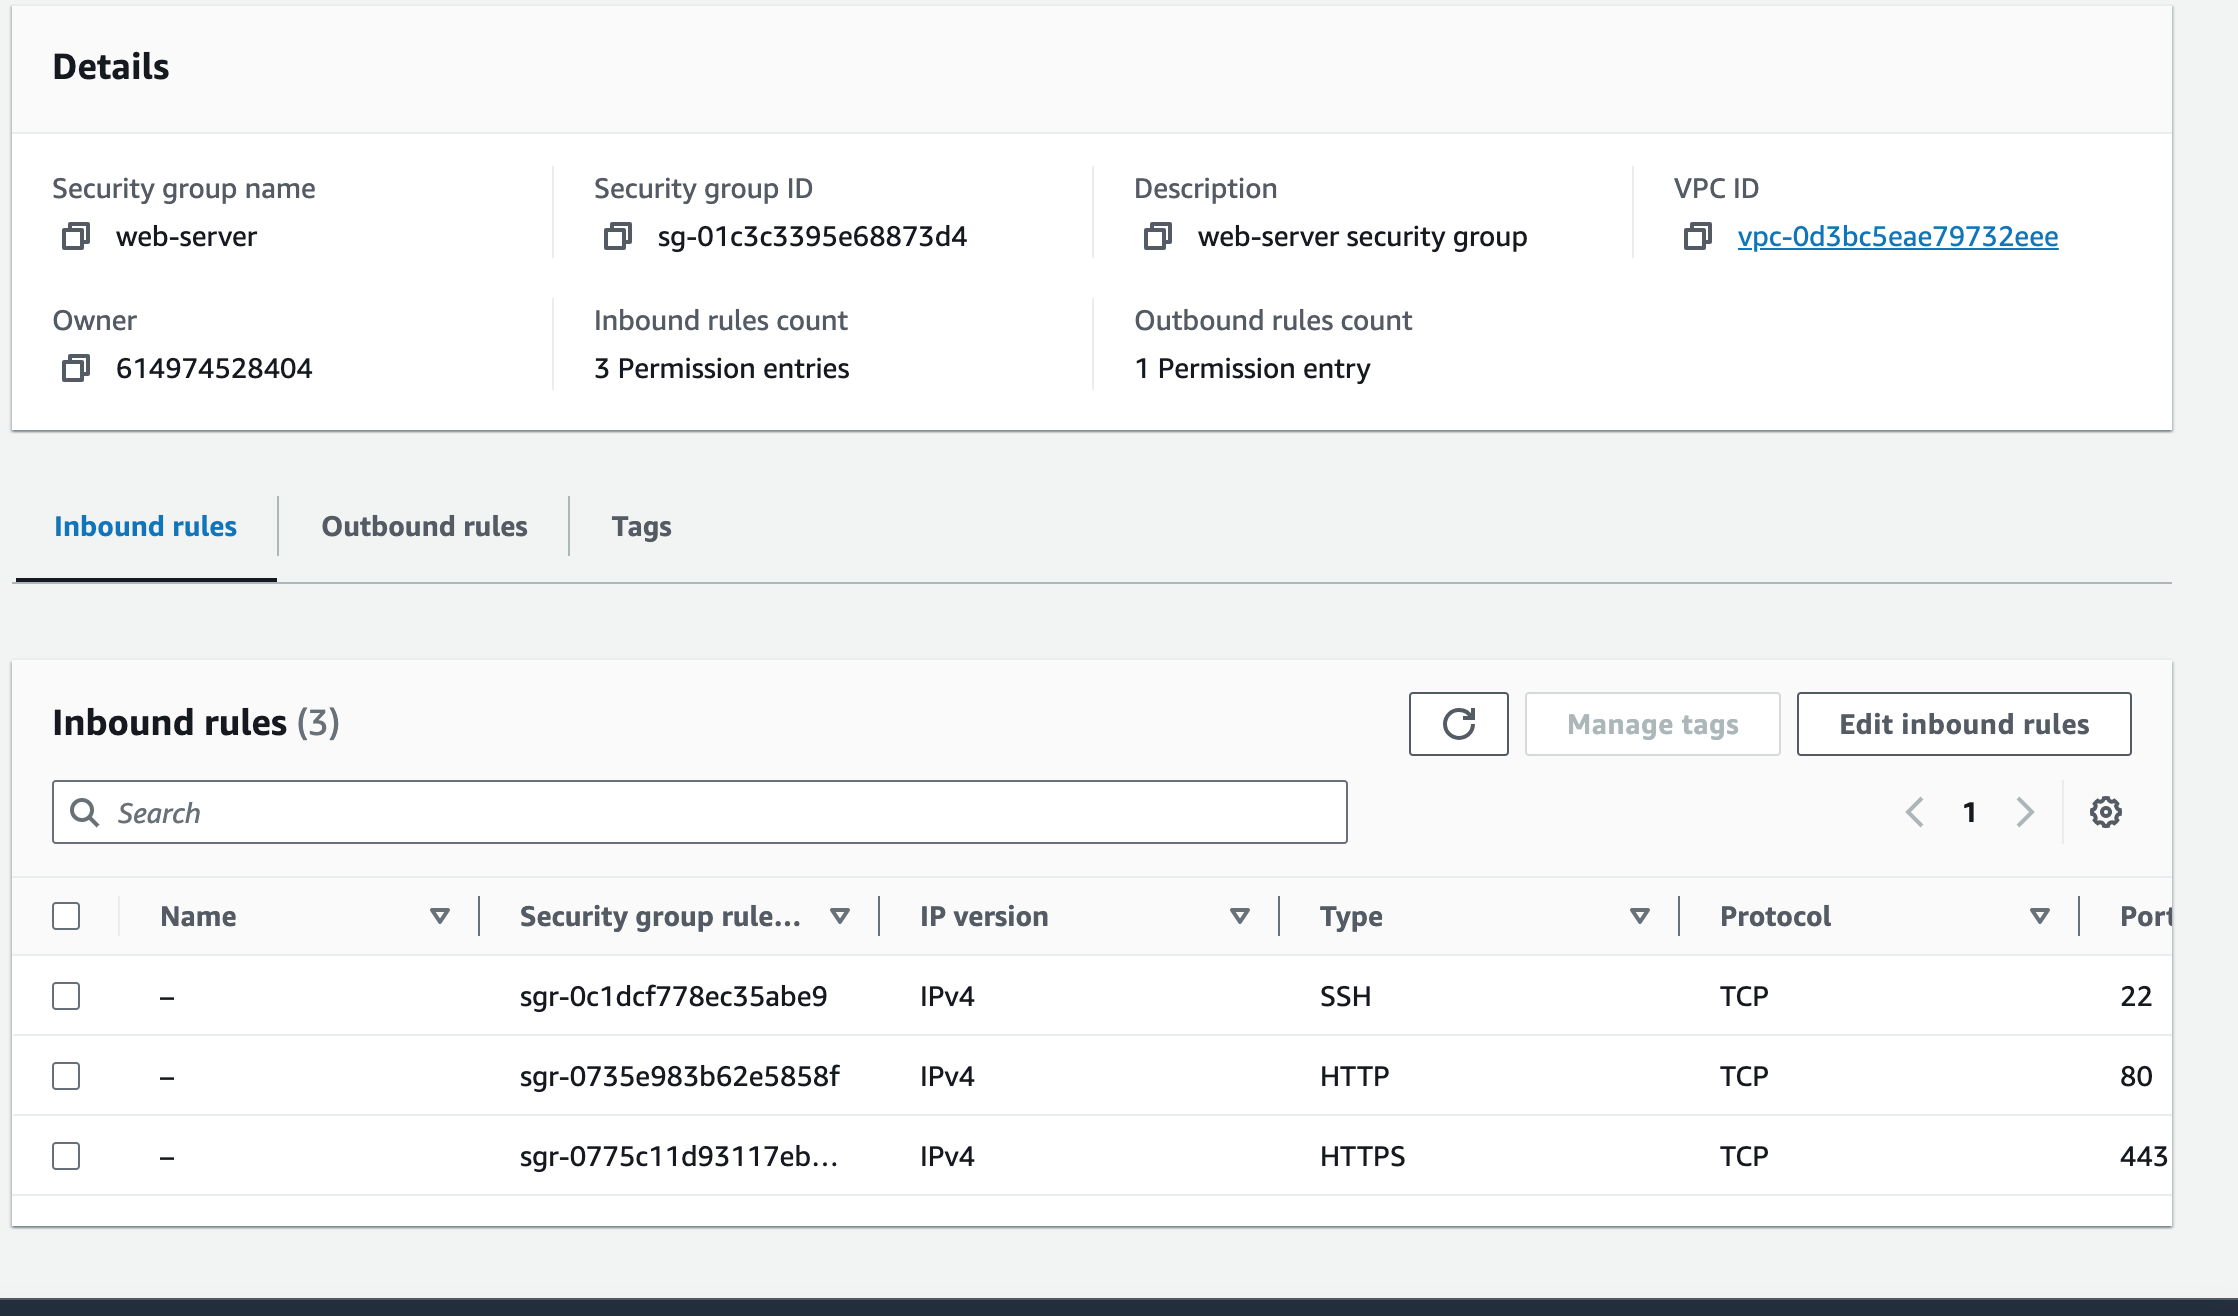 Details
Security group name
web-server
Security group ID
sg-01c3c3395e68873d4
Description
web-server security group
VPC ID
vpc-0d3bc5eae79732eee
Owner
614974528404
Inbound rules count
3 Permission entries
Outbound rules count
1 Permission entry
Inbound rules Outbound rules Tags
Inbound rules (3) Manage tags Edit inbound rules
Search 1
Name Security group rule... IP version Type Protocol Port
– sgr-0c1dcf778ec35abe9 IPv4 SSH TCP 22
– sgr-0735e983b62e5858f IPv4 HTTP TCP 80
– sgr-0775c11d93117eb... IPv4 HTTPS TCP 443